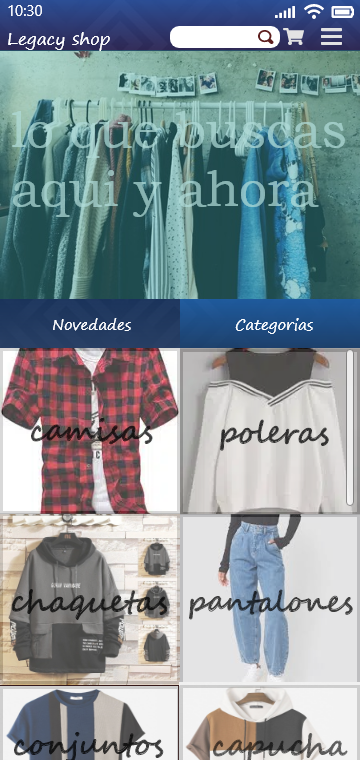 10:30
Legacy shop
lo que buscas
aqui y ahora
Novedades
Categorias
camisas
poleras
chaquetas
pantalones
conjuntos
capucha